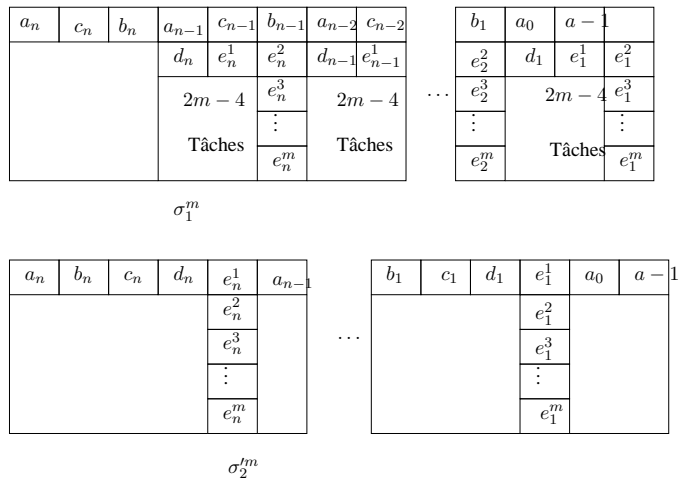 a_n c_n b_n a_{n-1} c_{n-1} b_{n-1} a_{n-2} c_{n-2} b_1 a_0 a-1
d_n e_n^1 e_n^2 d_{n-1} e_{n-1}^1 e_2^2 d_1 e_1^1 e_1^2
2m-4 e_n^3 2m-4 ... e_2^3 2m-4 e_1^3
⋮ ⋮ ⋮
Tâches Tâches Tâches
e_n^m e_2^m e_1^m
σ_1^m
a_n b_n c_n d_n e_n^1 a_{n-1} b_1 c_1 d_1 e_1^1 a_0 a-1
e_n^2 e_1^2
e_n^3 ... e_1^3
⋮ ⋮
e_n^m e_1^m
σ_2'^m